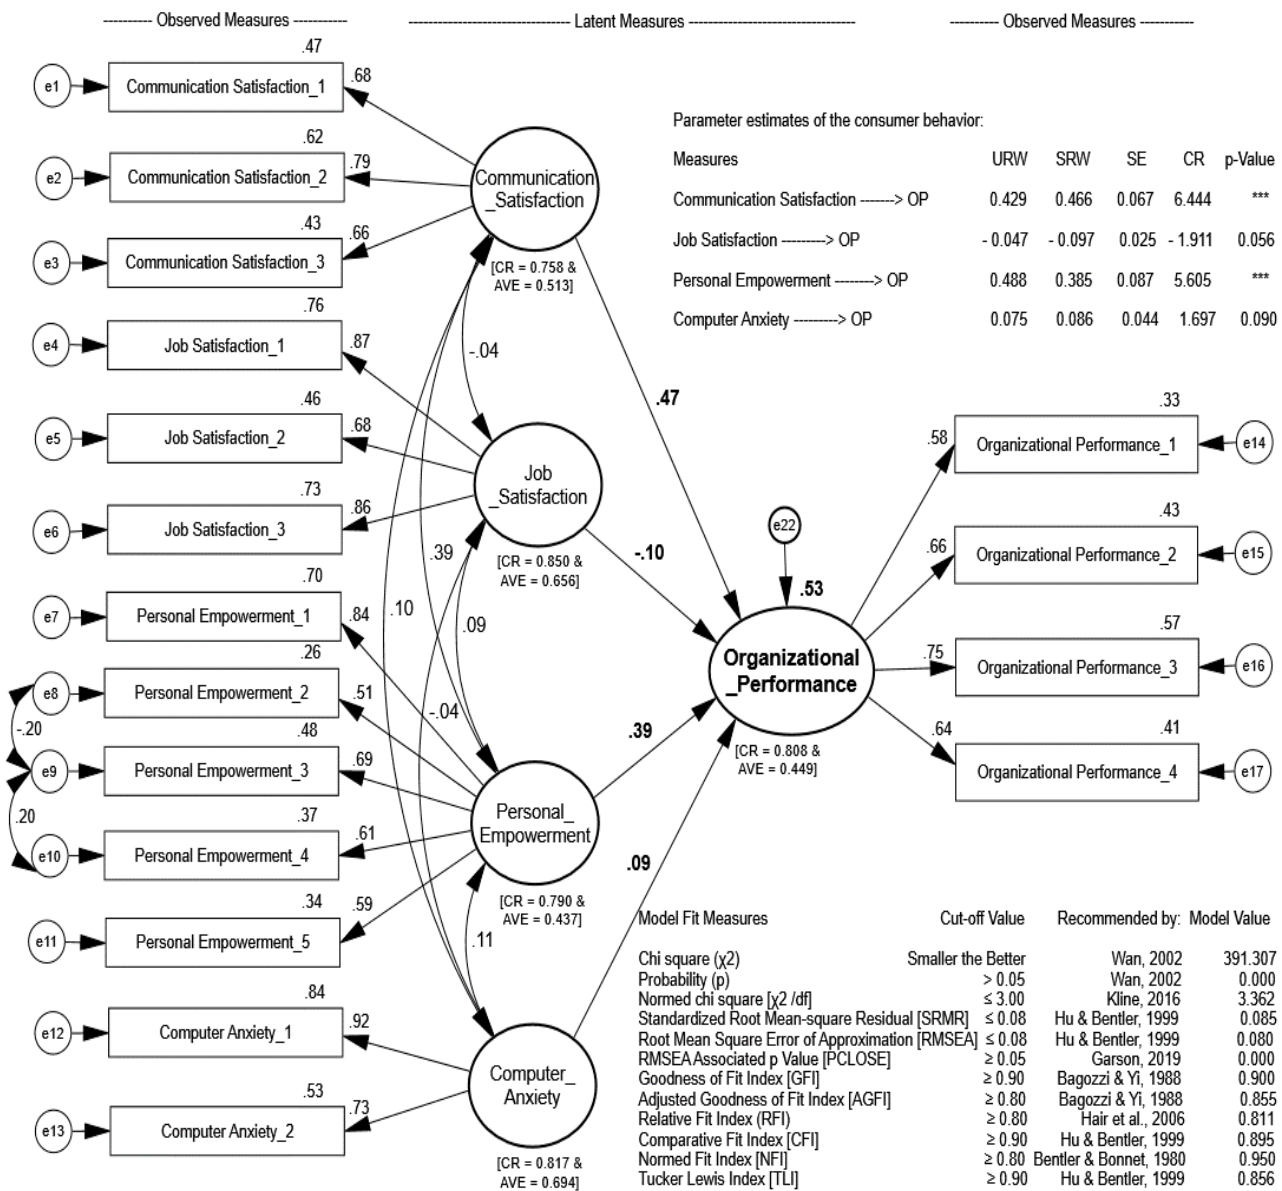 ---------- Observed Measures -----------
--------------------------------- Latent Measures ----------------------------------
---------- Observed Measures -----------
.47
e1
Communication Satisfaction_1
.68
.62
e2
Communication Satisfaction_2
.79
.43
e3
Communication Satisfaction_3
.66
.76
e4
Job Satisfaction_1
.87
.46
e5
Job Satisfaction_2
.68
.73
e6
Job Satisfaction_3
.86
.70
e7
Personal Empowerment_1
.84
.26
e8
Personal Empowerment_2
.51
-.20
.48
e9
Personal Empowerment_3
.69
.20
.37
e10
Personal Empowerment_4
.61
.34
e11
Personal Empowerment_5
.59
.84
e12
Computer Anxiety_1
.92
.53
e13
Computer Anxiety_2
.73
Communication
_Satisfaction
[CR = 0.758 &
AVE = 0.513]
-.04
Job
_Satisfaction
[CR = 0.850 &
AVE = 0.656]
.39
.10
.09
-.04
Personal_
Empowerment
[CR = 0.790 &
AVE = 0.437]
.11
Computer_
Anxiety
[CR = 0.817 &
AVE = 0.694]
.47
-.10
.39
.09
e22
.53
Organizational
_Performance
[CR = 0.808 &
AVE = 0.449]
.33
.58
Organizational Performance_1
e14
.43
.66
Organizational Performance_2
e15
.57
.75
Organizational Performance_3
e16
.41
.64
Organizational Performance_4
e17
Parameter estimates of the consumer behavior:
Measures URW SRW SE CR p-Value
Communication Satisfaction -------> OP 0.429 0.466 0.067 6.444 ***
Job Satisfaction ---------> OP - 0.047 - 0.097 0.025 - 1.911 0.056
Personal Empowerment --------> OP 0.488 0.385 0.087 5.605 ***
Computer Anxiety ----------> OP 0.075 0.086 0.044 1.697 0.090
Model Fit Measures Cut-off Value Recommended by: Model Value
Chi square (χ2) Smaller the Better Wan, 2002 391.307
Probability (p) > 0.05 Wan, 2002 0.000
Normed chi square [χ2 /df] ≤ 3.00 Kline, 2016 3.362
Standardized Root Mean-square Residual [SRMR] ≤ 0.08 Hu & Bentler, 1999 0.085
Root Mean Square Error of Approximation [RMSEA] ≤ 0.08 Hu & Bentler, 1999 0.080
RMSEA Associated p Value [PCLOSE] ≥ 0.05 Garson, 2019 0.000
Goodness of Fit Index [GFI] ≥ 0.90 Bagozzi & Yi, 1988 0.900
Adjusted Goodness of Fit Index [AGFI] ≥ 0.80 Bagozzi & Yi, 1988 0.855
Relative Fit Index (RFI) ≥ 0.80 Hair et al., 2006 0.811
Comparative Fit Index [CFI] ≥ 0.90 Hu & Bentler, 1999 0.895
Normed Fit Index [NFI] ≥ 0.80 Bentler & Bonnet, 1980 0.950
Tucker Lewis Index [TLI] ≥ 0.90 Hu & Bentler, 1999 0.856